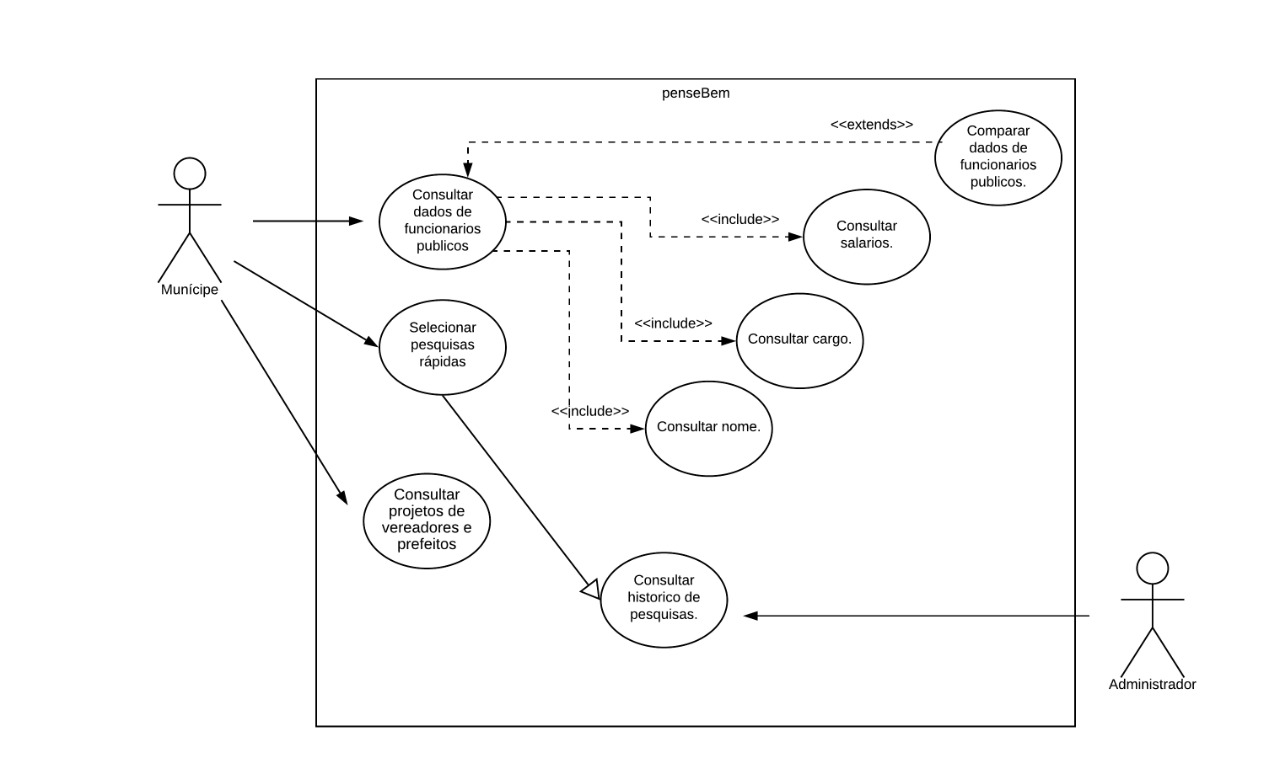 penseBem
<<extends>>
Comparar
dados de
funcionarios
publicos.
Consultar
dados de
funcionarios
publicos
<<include>>
Consultar
salarios.
Munícipe
<<include>>
Consultar cargo.
Selecionar
pesquisas
rápidas
<<include>>
Consultar nome.
Consultar
projetos de
vereadores e
prefeitos
Consultar
historico de
pesquisas.
Administrador